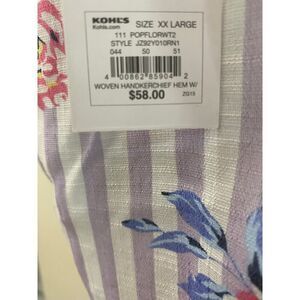 KOHL'S SIZE XX LARGE
Kohls.com
111 POPFLORWT2
STYLE JZ92Y010RN1
044 50 51
4 00862 85904 2
WOVEN HANDKERCHIEF HEM W/
$58.00 ZG15